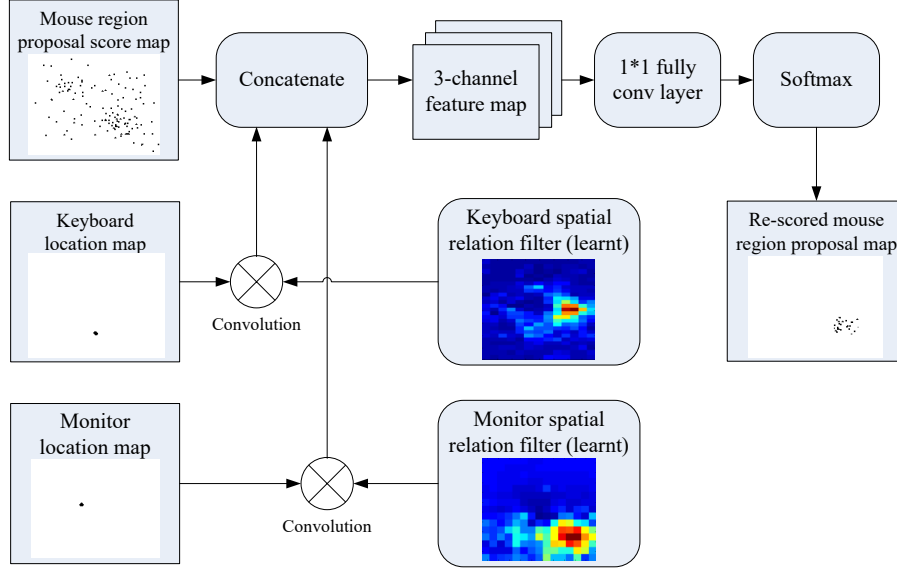 Mouse region
proposal score map
Concatenate
3-channel
feature map
1*1 fully
conv layer
Softmax
Keyboard
location map
Convolution
Keyboard spatial
relation filter (learnt)
Re-scored mouse
region proposal map
Monitor
location map
Convolution
Monitor spatial
relation filter (learnt)